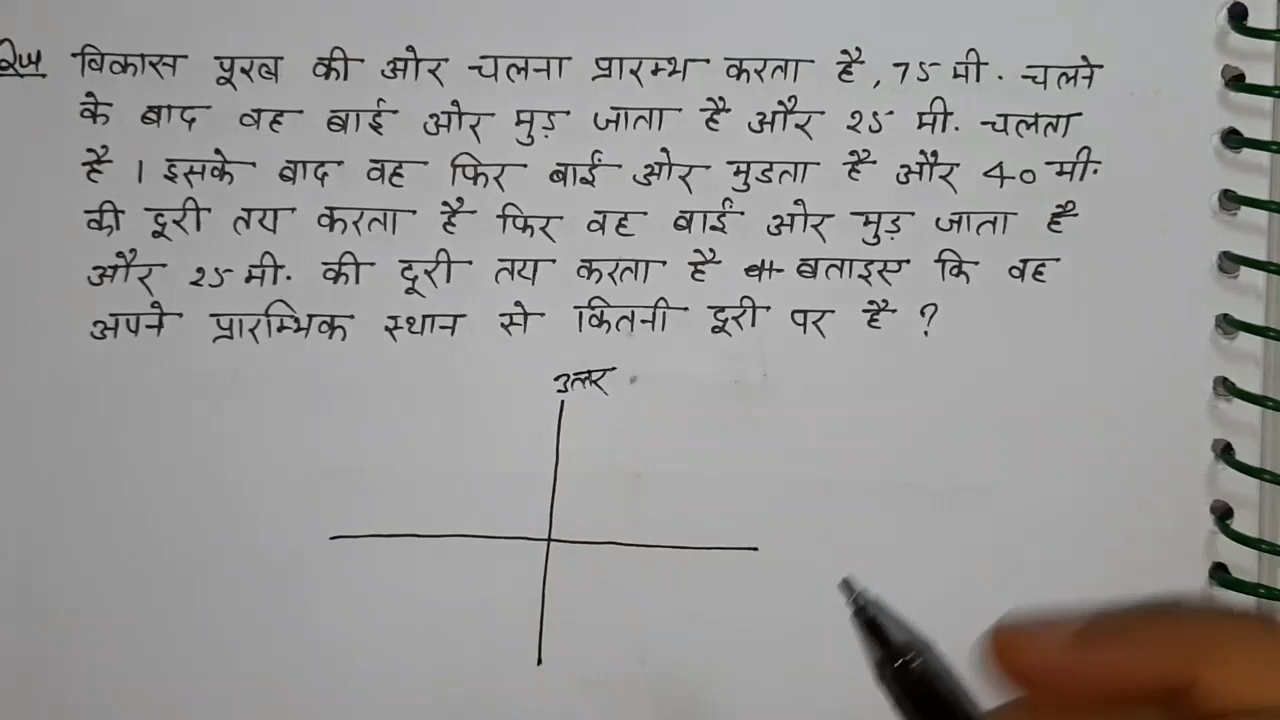 विकास पूरब की ओर चलना प्रारम्भ करता है, 75 मी. चलने
के बाद वह बाई ओर मुड़ जाता है और 25 मी. चलता
है। इसके बाद वह फिर बाईं ओर मुडता है और 40 मी.
की दूरी तय करता है फिर वह बाईं ओर मुड़ जाता है
और 25 मी. की दूरी तय करता है बताइए कि वह
अपने प्रारम्भिक स्थान से कितनी दूरी पर है ?
उत्तर